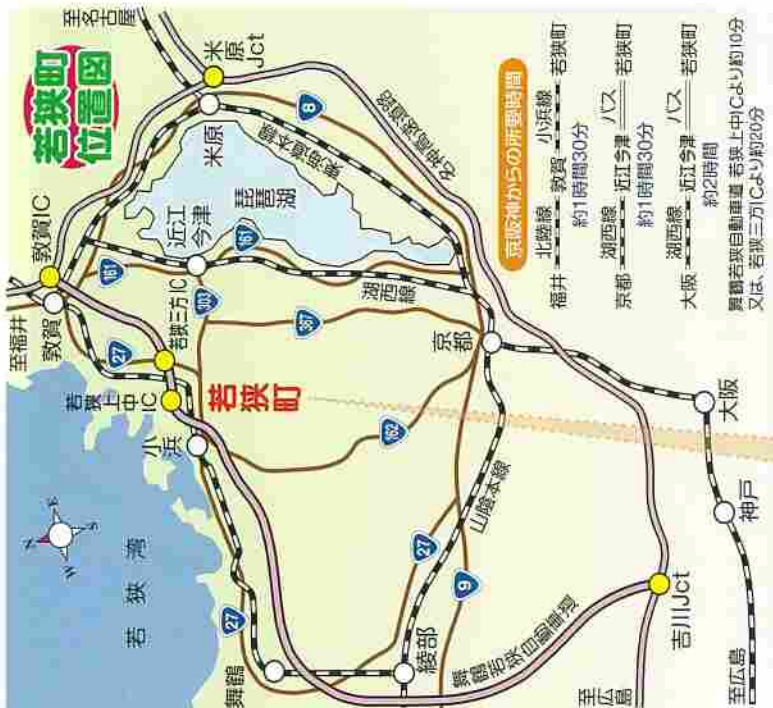 若狭町
位置図
至名古屋
米原
Jct
8
米原
東海道本線
名神高速道路
琵琶湖
敦賀IC
至福井
敦賀
161
近江
今津
161
303
湖西線
367
27
若狭三方IC
若狭上中IC
若狭町
小浜
162
京都
若狭湾
N
S
E
W
27
27
9
山陰本線
舞鶴
綾部
舞鶴若狭自動車道
至広島
吉川Jct
大阪
神戸
至広島
京阪神からの所要時間
福井 北陸線 敦賀 小浜線 若狭町
約1時間30分
京都 湖西線 近江今津 バス 若狭町
約1時間30分
大阪 湖西線 近江今津 バス 若狭町
約2時間
舞鶴若狭自動車道 若狭上中ICより約10分
又は、若狭三方ICより約20分